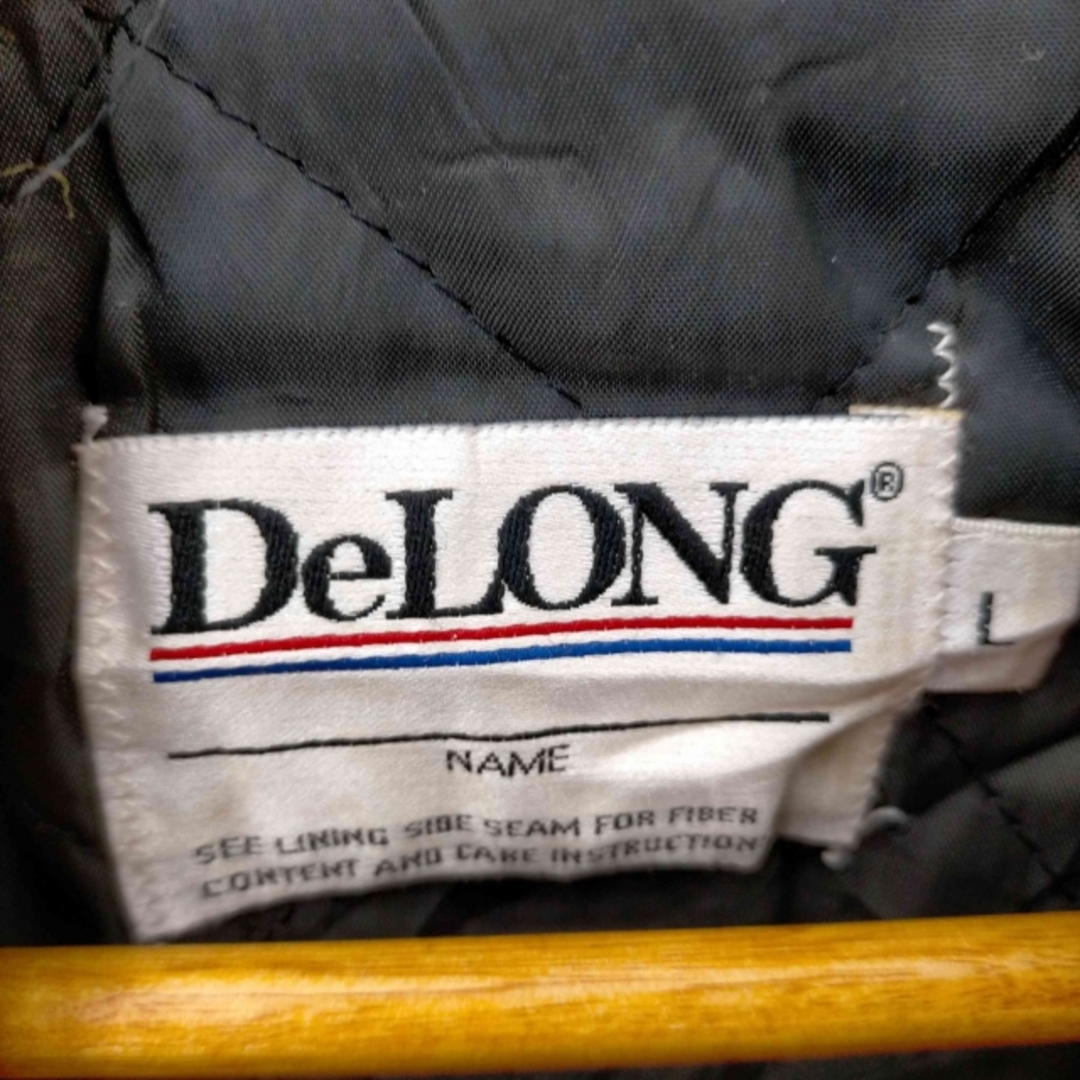 DeLONG®
L
NAME
SEE LINING SIDE SEAM FOR FIBER
CONTENT AND CARE INSTRUCTION